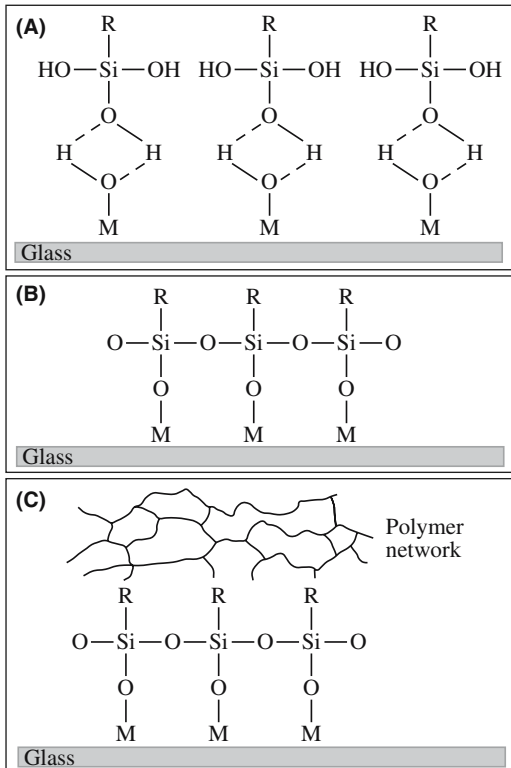 (A)
R R R
HO—Si—OH HO—Si—OH HO—Si—OH
O O O
H H H H H H
O O O
M M M
Glass
(B)
R R R
O—Si—O—Si—O—Si—O
O O O
M M M
Glass
(C)
Polymer
network
R R R
O—Si—O—Si—O—Si—O
O O O
M M M
Glass